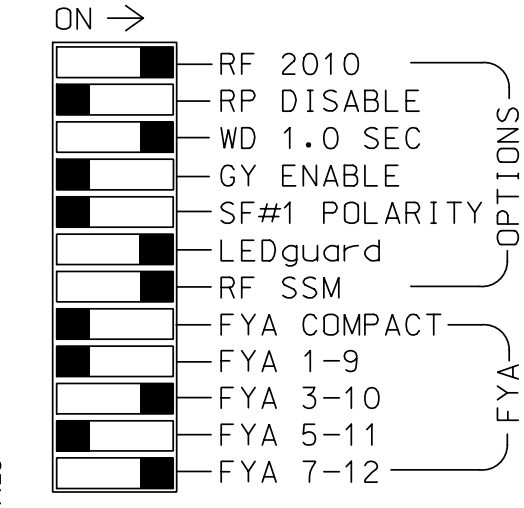 ON →
RF 2010
RP DISABLE
WD 1.0 SEC
GY ENABLE
SF#1 POLARITY
LEDguard
RF SSM
OPTIONS
FYA COMPACT
FYA 1-9
FYA 3-10
FYA 5-11
FYA 7-12
FYA